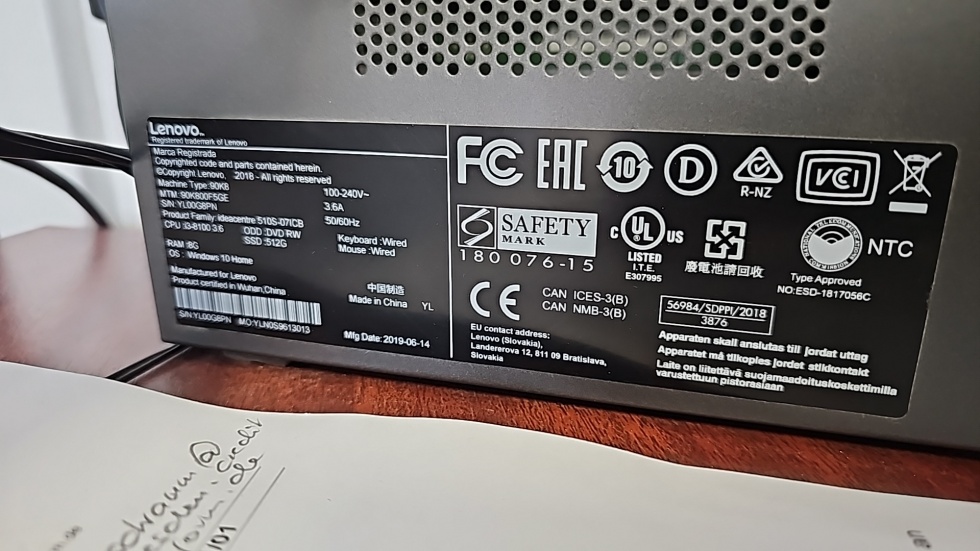 Lenovo™
Registered trademark of Lenovo
Marca Registrada
Copyrighted code and parts contained herein.
©Copyright Lenovo, 2018 - All rights reserved
Machine Type:90K8
100-240V~
MTM: 90K800F5GE
3.6A
S/N:YL00G8PN
50/60Hz
Product Family: ideacentre 510S-07ICB
CPU :i3-8100 3.6
ODD :DVD RW
SSD :512G
Keyboard :Wired
Mouse :Wired
RAM :8G
OS : Windows 10 Home
Manufactured for Lenovo
Product certified in Wuhan,China
中国制造
Made in China
YL
S/N:YL00G8PN
MO:YLN0S9613013
Mfg Date: 2019-06-14
FC EAC 10 D R-NZ VCI
SAFETY
MARK
180076-15
C UL US
LISTED
I.T.E.
E307995
廢電池請回收
NTC
Type Approved
NO:ESD-1817056C
CE
CAN ICES-3(B)
CAN NMB-3(B)
56984/SDPPI/2018
3876
EU contact address:
Lenovo (Slovakia),
Landererova 12, 811 09 Bratislava,
Slovakia
Apparaten skall anslutas till jordat uttag
Apparatet må tilkoples jordet stikkontakt
Laite on liitettävä suojamaadoituskoskettimilla
varustettuun pistorasiaan
101